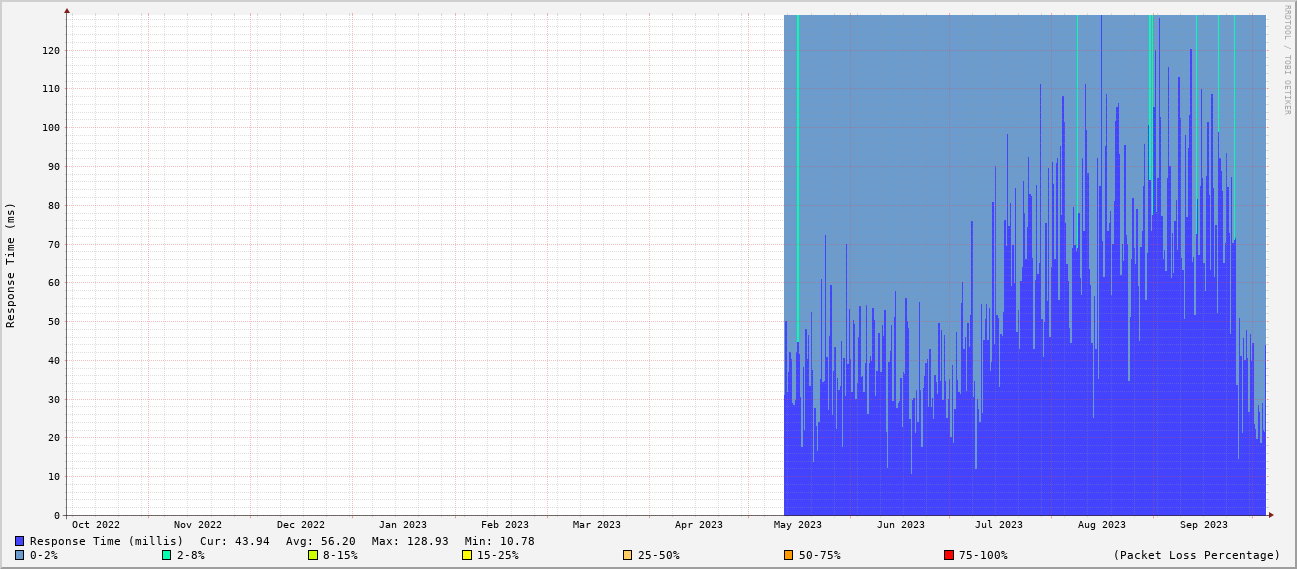 RRDTOOL / TOBI OETIKER
Response Time (ms)
120
110
100
90
80
70
60
50
40
30
20
10
0
Oct 2022 Nov 2022 Dec 2022 Jan 2023 Feb 2023 Mar 2023 Apr 2023 May 2023 Jun 2023 Jul 2023 Aug 2023 Sep 2023
Response Time (millis) Cur: 43.94 Avg: 56.20 Max: 128.93 Min: 10.78
0-2% 2-8% 8-15% 15-25% 25-50% 50-75% 75-100% (Packet Loss Percentage)